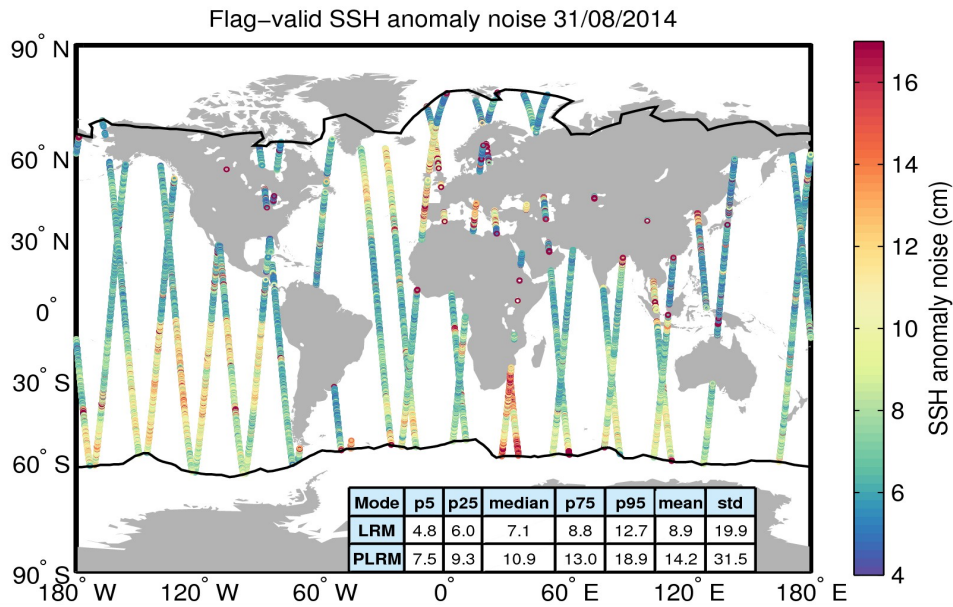 Flag−valid SSH anomaly noise 31/08/2014
90° N
60° N
30° N
0°
30° S
60° S
90° S
180° W
120° W
60° W
0°
60° E
120° E
180° E
Mode p5 p25 median p75 p95 mean std
LRM 4.8 6.0 7.1 8.8 12.7 8.9 19.9
PLRM 7.5 9.3 10.9 13.0 18.9 14.2 31.5
16
14
12
10
8
6
4
SSH anomaly noise (cm)